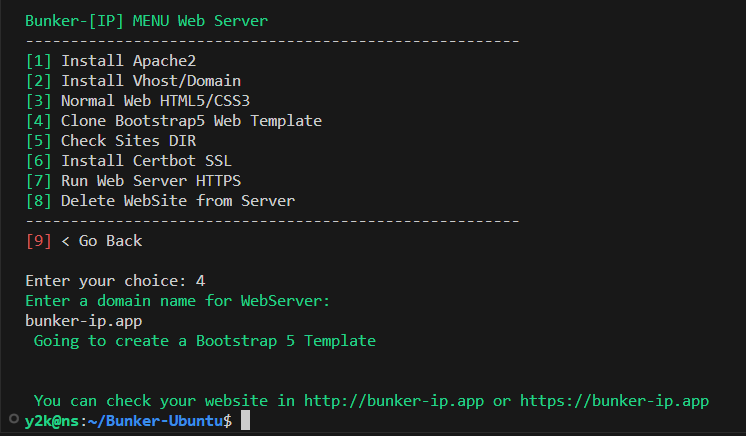 Bunker-[IP] MENU Web Server
-------------------------------------------------------
[1] Install Apache2
[2] Install Vhost/Domain
[3] Normal Web HTML5/CSS3
[4] Clone Bootstrap5 Web Template
[5] Check Sites DIR
[6] Install Certbot SSL
[7] Run Web Server HTTPS
[8] Delete WebSite from Server
-------------------------------------------------------
[9] < Go Back
Enter your choice: 4
Enter a domain name for WebServer:
bunker-ip.app
Going to create a Bootstrap 5 Template
You can check your website in http://bunker-ip.app or https://bunker-ip.app
y2k@ns:~/Bunker-Ubuntu$